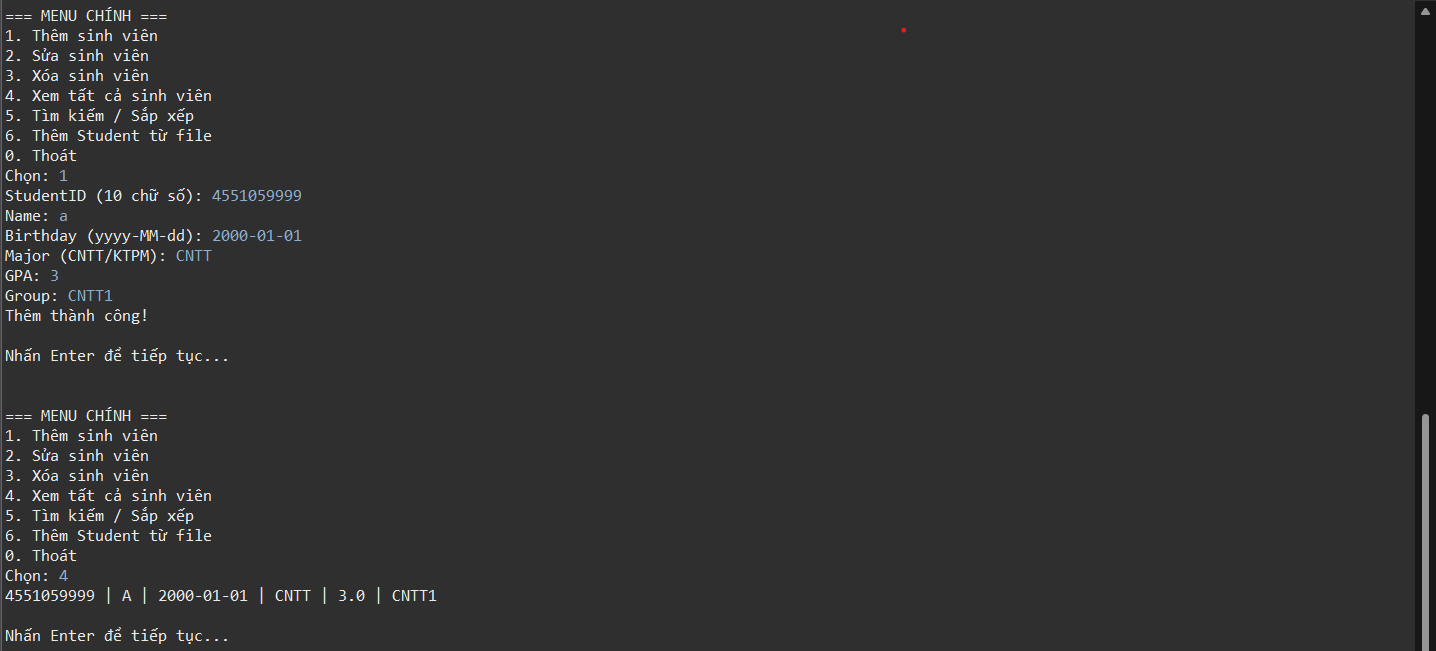 === MENU CHÍNH ===
1. Thêm sinh viên
2. Sửa sinh viên
3. Xóa sinh viên
4. Xem tất cả sinh viên
5. Tìm kiếm / Sắp xếp
6. Thêm Student từ file
0. Thoát
Chọn: 1
StudentID (10 chữ số): 4551059999
Name: a
Birthday (yyyy-MM-dd): 2000-01-01
Major (CNTT/KTPM): CNTT
GPA: 3
Group: CNTT1
Thêm thành công!
Nhấn Enter để tiếp tục...
=== MENU CHÍNH ===
1. Thêm sinh viên
2. Sửa sinh viên
3. Xóa sinh viên
4. Xem tất cả sinh viên
5. Tìm kiếm / Sắp xếp
6. Thêm Student từ file
0. Thoát
Chọn: 4
4551059999 | A | 2000-01-01 | CNTT | 3.0 | CNTT1
Nhấn Enter để tiếp tục...